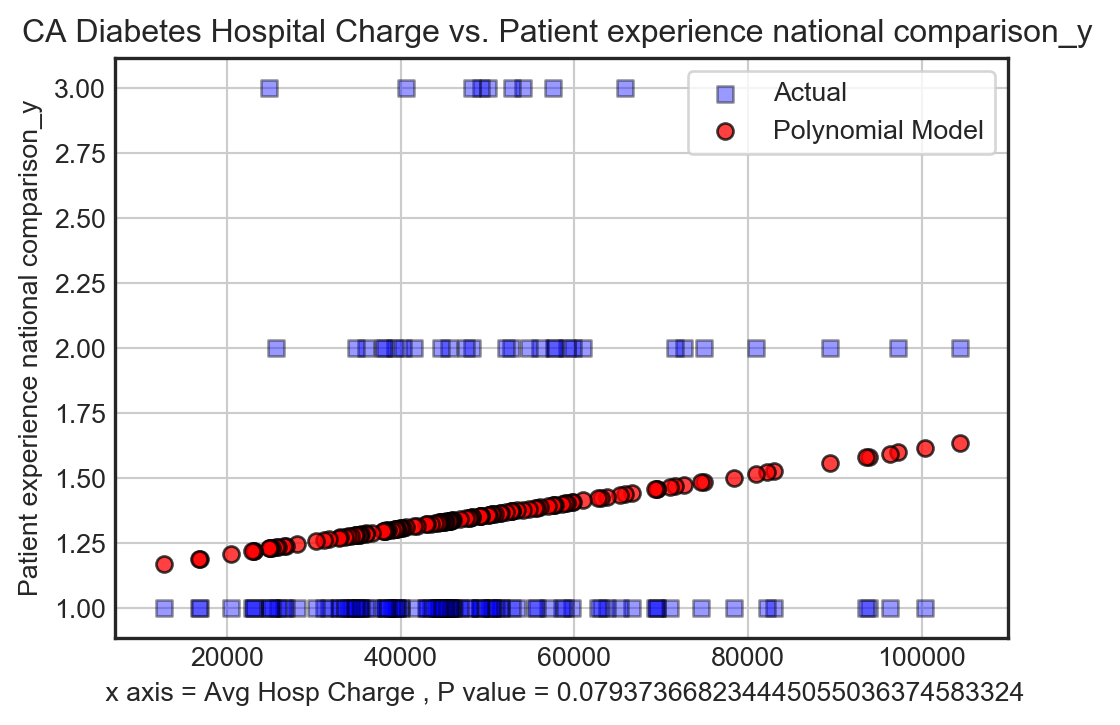 CA Diabetes Hospital Charge vs. Patient experience national comparison_y
Patient experience national comparison_y
3.00
2.75
2.50
2.25
2.00
1.75
1.50
1.25
1.00
Actual
Polynomial Model
20000 40000 60000 80000 100000
x axis = Avg Hosp Charge , P value = 0.07937366823444505503637458​3324